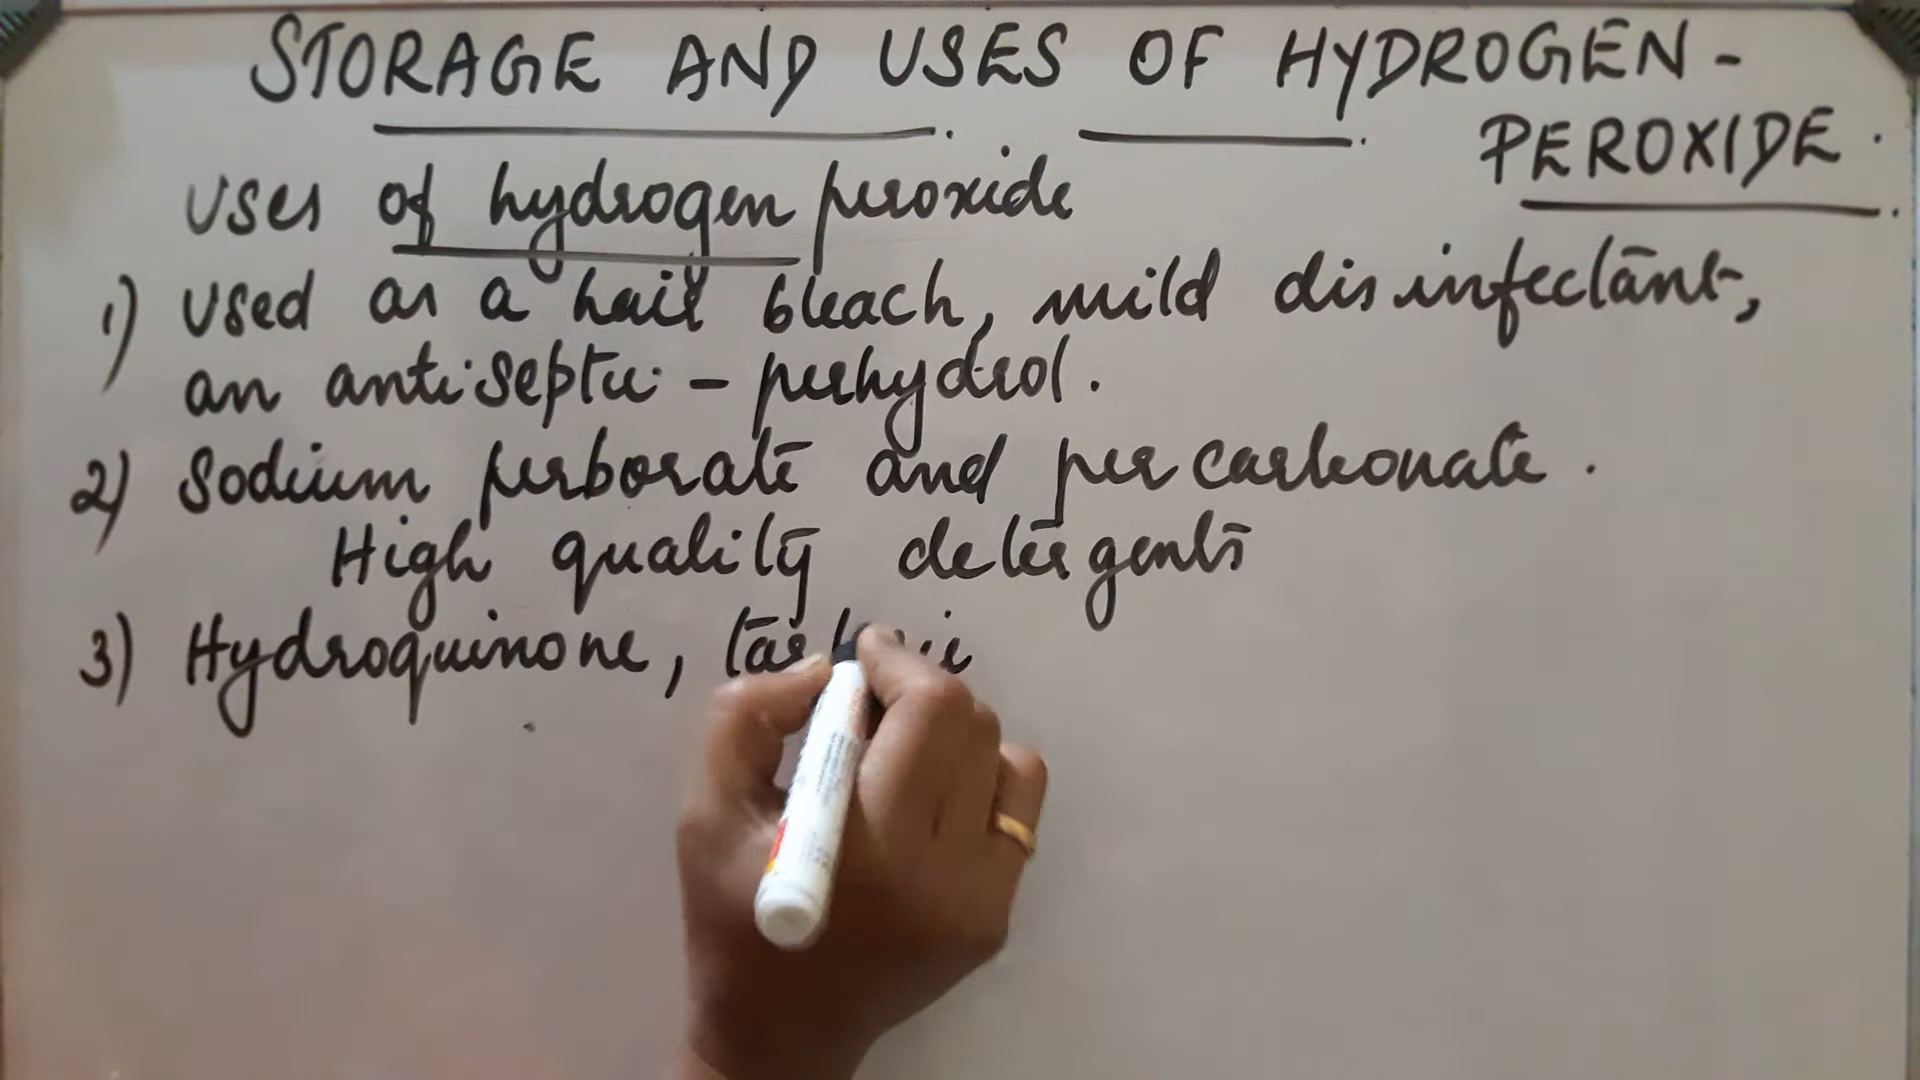 STORAGE AND USES OF HYDROGEN-
PEROXIDE.
Uses of hydrogen peroxide
1) Used as a hair bleach, mild disinfectant,
an antiseptic - perhydrol.
2) Sodium perborate and per carbonate.
High quality detergents
3) Hydroquinone,